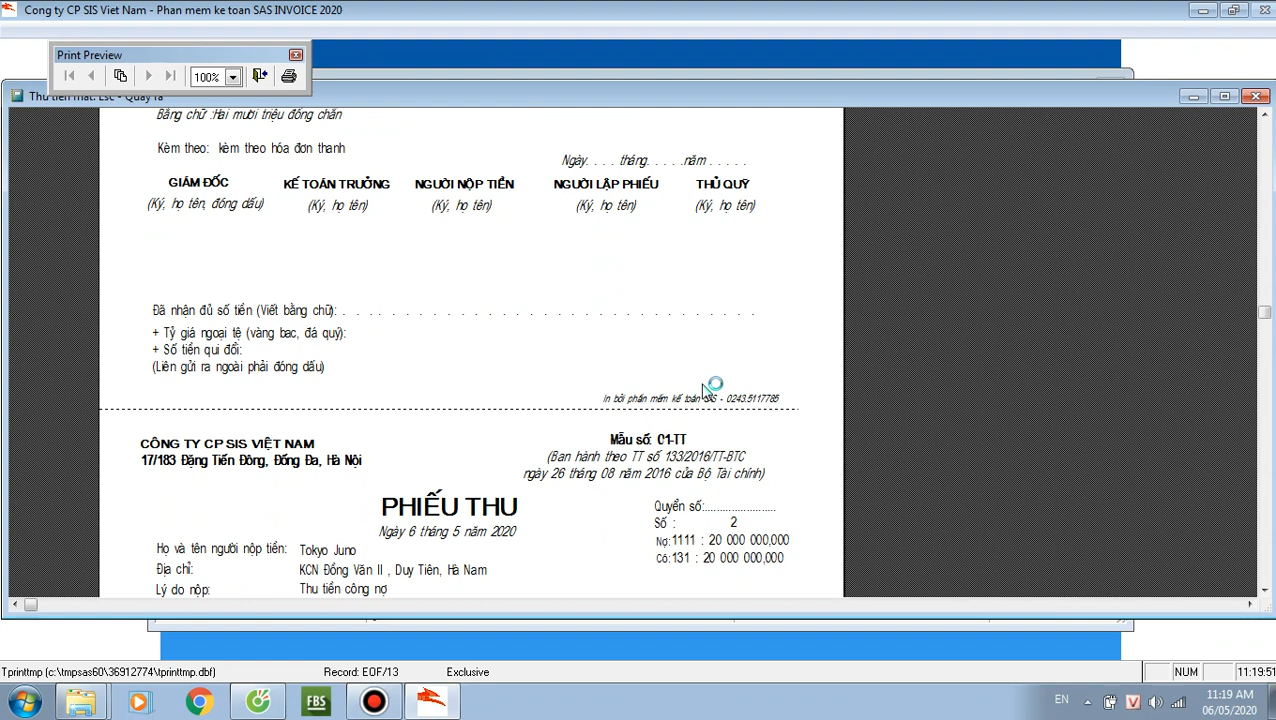 Cong ty CP SIS Viet Nam - Phan mem ke toan SAS INVOICE 2020
Print Preview
100%
Thu tien mat. Esc - Quay ra
Bằng chữ :Hai mươi triệu đồng chẵn
Kèm theo: kèm theo hóa đơn thanh
Ngày. . . . tháng. . . . .năm . . . . .
GIÁM ĐỐC KẾ TOÁN TRƯỞNG NGƯỜI NỘP TIỀN NGƯỜI LẬP PHIẾU THỦ QUỸ
(Ký, họ tên, đóng dấu) (Ký, họ tên) (Ký, họ tên) (Ký, họ tên) (Ký, họ tên)
Đã nhận đủ số tiền (Viết bằng chữ): . . . . . . . . . . . . . . . . . . . .
+ Tỷ giá ngoại tệ (vàng bac, đá quý):
+ Số tiền qui đổi:
(Liên gửi ra ngoài phải đóng dấu)
In bởi phần mềm kế toán SIS - 0243.5117785
CÔNG TY CP SIS VIỆT NAM
Mẫu số: 01-TT
17/183 Đặng Tiến Đông, Đống Đa, Hà Nội
(Ban hành theo TT số 133/2016/TT-BTC
ngày 26 tháng 08 năm 2016 của Bộ Tài chính)
PHIẾU THU
Quyển số:........................
Ngày 6 tháng 5 năm 2020
Số : 2
Nợ:1111 : 20 000 000,000
Họ và tên người nộp tiền: Tokyo Juno
Có:131 : 20 000 000,000
Địa chỉ: KCN Đồng Văn II , Duy Tiên, Hà Nam
Lý do nộp: Thu tiền công nợ
Tprinttmp (c:\tmpsas60\36912774\tprinttmp.dbf) Record: EOF/13 Exclusive NUM 11:19:51
FBS
EN
11:19 AM
06/05/2020